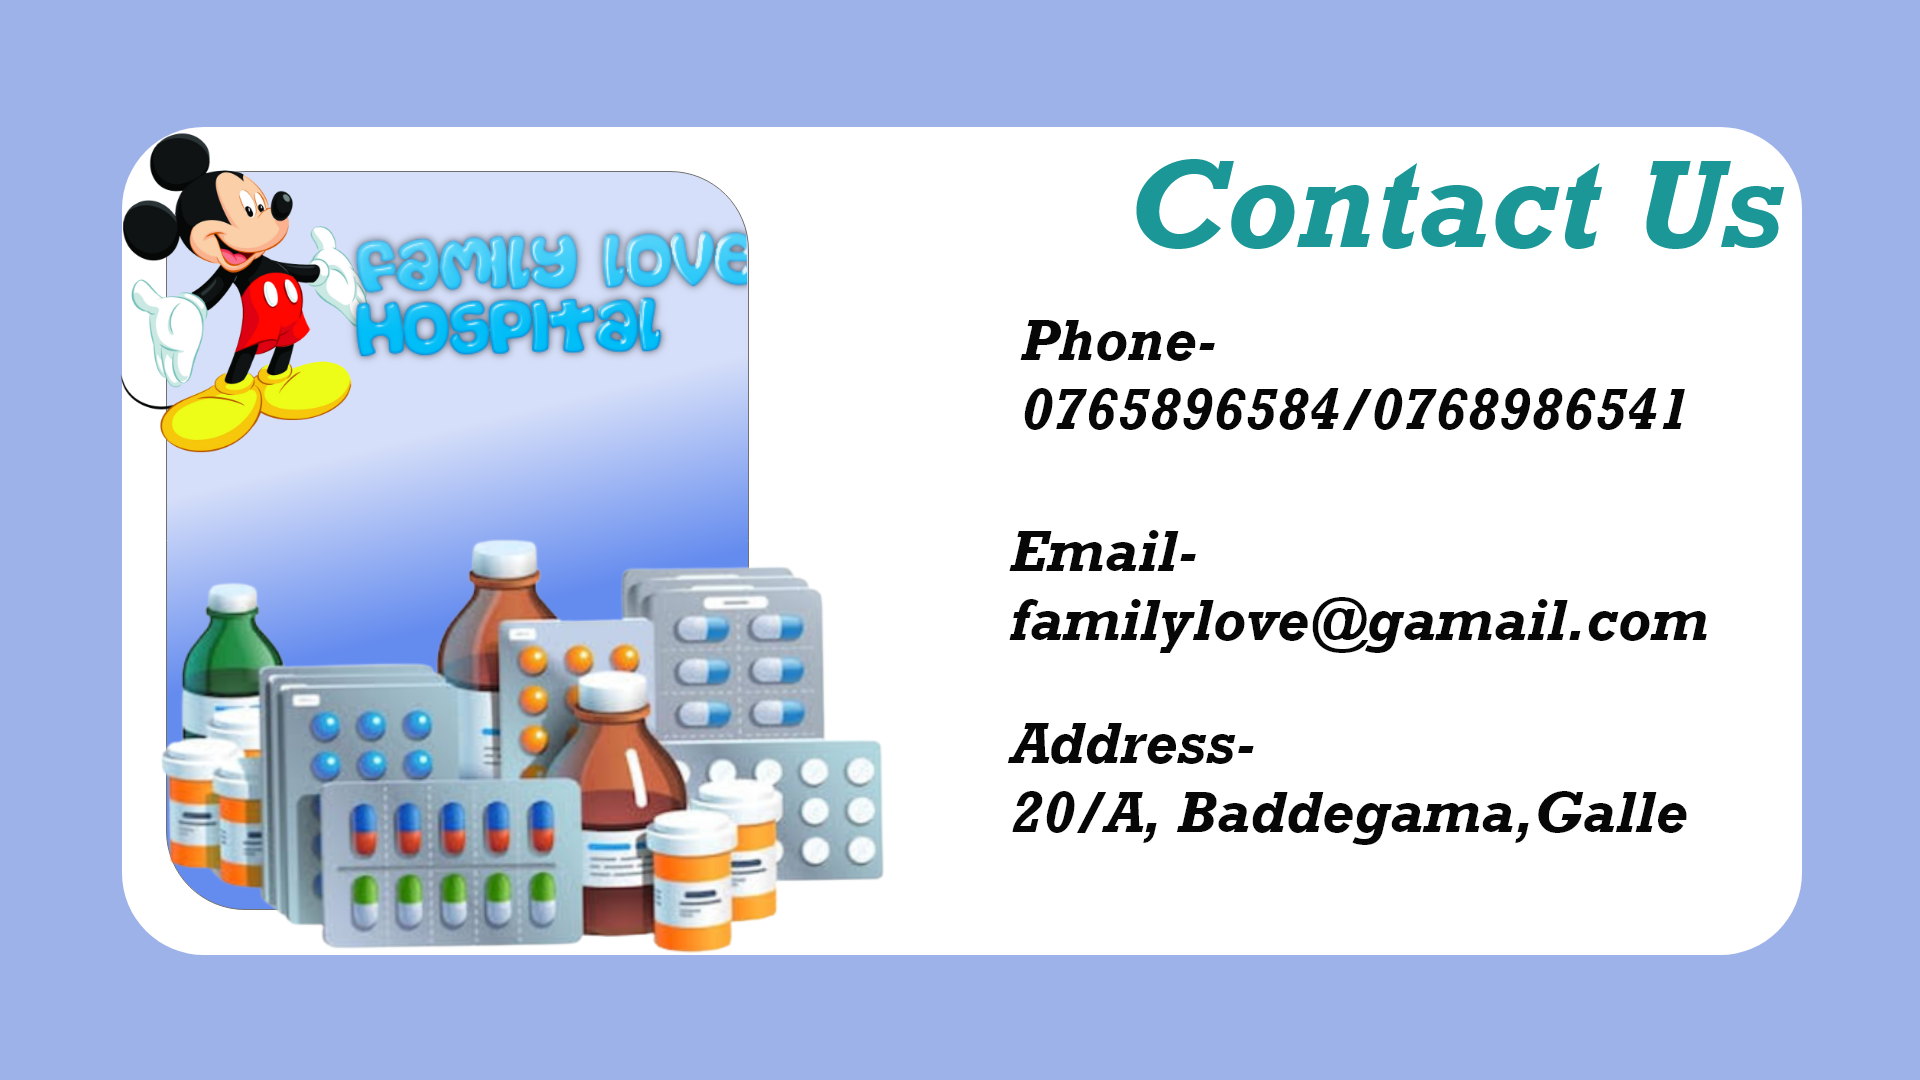 Family Love
Hospital
Contact Us
Phone-
0765896584/0768986541
Email-
familylove@gamail.com
Address-
20/A, Baddegama,Galle